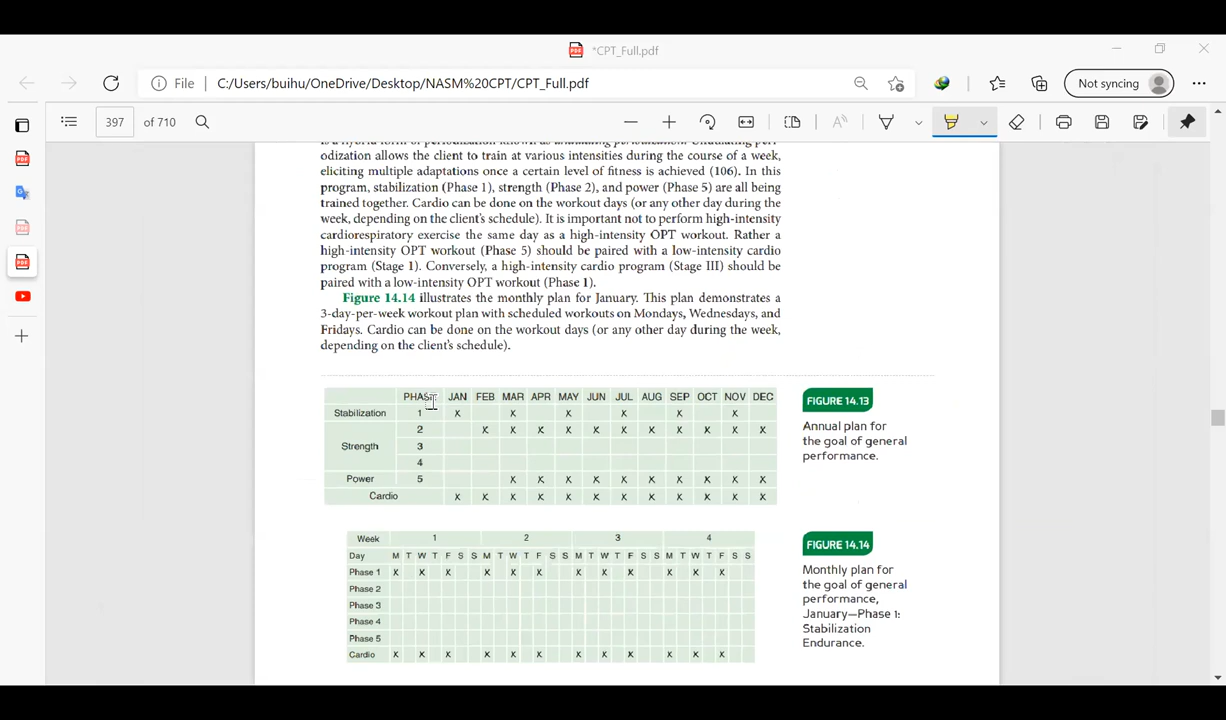 *CPT_Full.pdf
File C:/Users/buihu/OneDrive/Desktop/NASM%20CPT/CPT_Full.pdf
Not syncing
397 of 710
is a hybrid form of periodization known as undulating periodization. Undulating peri-
odization allows the client to train at various intensities during the course of a week,
eliciting multiple adaptations once a certain level of fitness is achieved (106). In this
program, stabilization (Phase 1), strength (Phase 2), and power (Phase 5) are all being
trained together. Cardio can be done on the workout days (or any other day during the
week, depending on the client's schedule). It is important not to perform high-intensity
cardiorespiratory exercise the same day as a high-intensity OPT workout. Rather a
high-intensity OPT workout (Phase 5) should be paired with a low-intensity cardio
program (Stage 1). Conversely, a high-intensity cardio program (Stage III) should be
paired with a low-intensity OPT workout (Phase 1).
Figure 14.14 illustrates the monthly plan for January. This plan demonstrates a
3-day-per-week workout plan with scheduled workouts on Mondays, Wednesdays, and
Fridays. Cardio can be done on the workout days (or any other day during the week,
depending on the client's schedule).
PHASE JAN FEB MAR APR MAY JUN JUL AUG SEP OCT NOV DEC
Stabilization 1 X X X X X X
2 X X X X X X X X X X X
Strength 3
4
Power 5 X X X X X X X X X X
Cardio X X X X X X X X X X X X
FIGURE 14.13
Annual plan for
the goal of general
performance.
Week 1 2 3 4
Day M T W T F S S M T W T F S S M T W T F S S M T W T F S S
Phase 1 X X X X X X X X X X X X
Phase 2
Phase 3
Phase 4
Phase 5
Cardio X X X X X X X X X X X X
FIGURE 14.14
Monthly plan for
the goal of general
performance,
January—Phase 1:
Stabilization
Endurance.